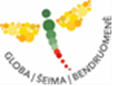 GLOBA | ŠEIMA | BENDRUOMENĖ